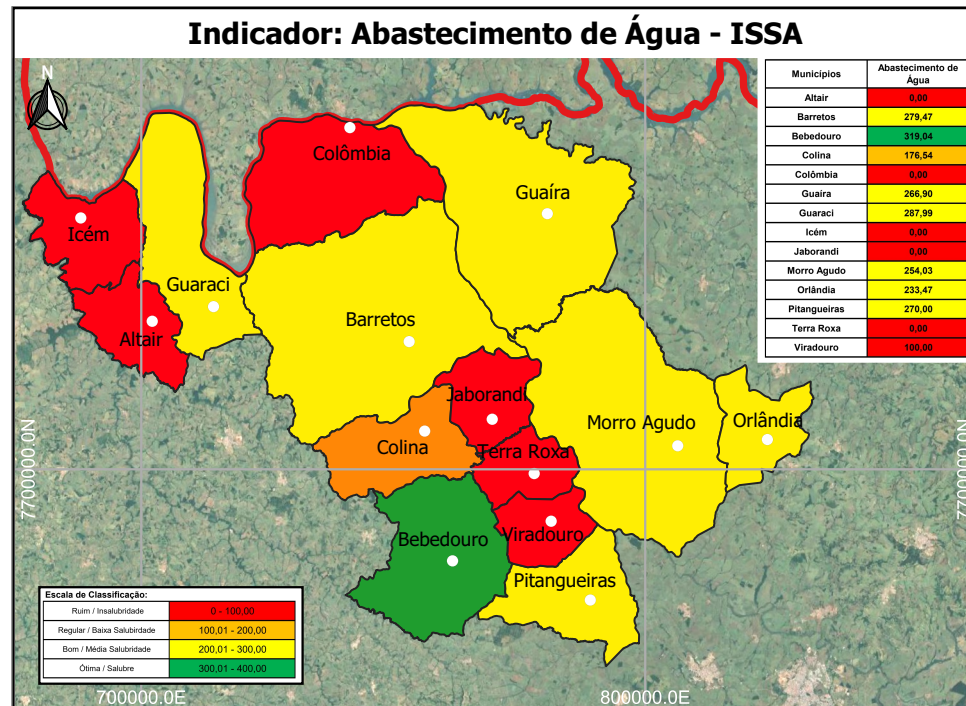 Indicador: Abastecimento de Água - ISSA
N
Municípios
Abastecimento de
Água
Altair 0,00
Barretos 279,47
Bebedouro 319,04
Colina 176,54
Colômbia 0,00
Guaíra 266,90
Guaraci 287,99
Icém 0,00
Jaborandi 0,00
Morro Agudo 254,03
Orlândia 233,47
Pitangueiras 270,00
Terra Roxa 0,00
Viradouro 100,00
Colômbia
Guaíra
Icém
Guaraci
Altair
Barretos
Jaborandi
Morro Agudo
Orlândia
Colina
Terra Roxa
Bebedouro
Viradouro
Pitangueiras
7700000.0N
7700000.0N
Escala de Classificação:
Ruim / Insalubridade 0 - 100,00
Regular / Baixa Salubirdade 100,01 - 200,00
Bom / Média Salubridade 200,01 - 300,00
Ótima / Salubre 300,01 - 400,00
700000.0E
800000.0E